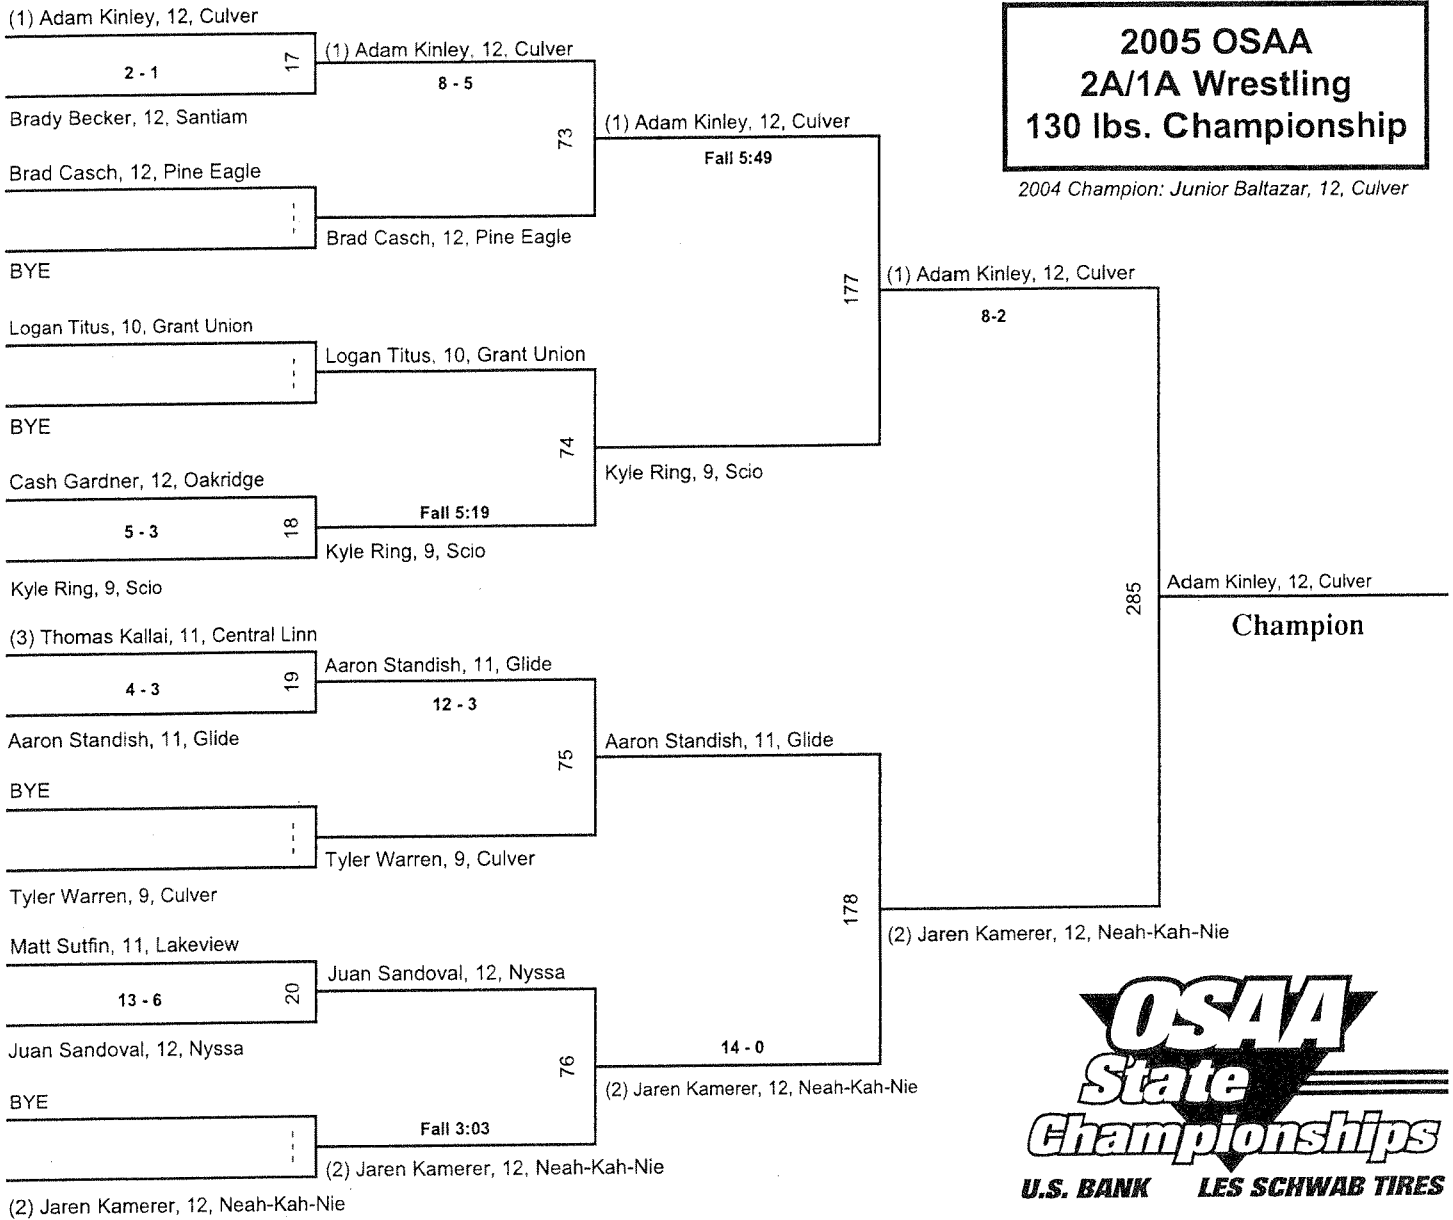 (1) Adam Kinley, 12, Culver
2 - 1
17
Brady Becker, 12, Santiam
Brad Casch, 12, Pine Eagle
BYE
Logan Titus, 10, Grant Union
BYE
Cash Gardner, 12, Oakridge
5 - 3
18
Kyle Ring, 9, Scio
(3) Thomas Kallai, 11, Central Linn
4 - 3
19
Aaron Standish, 11, Glide
BYE
Tyler Warren, 9, Culver
Matt Sutfin, 11, Lakeview
13 - 6
20
Juan Sandoval, 12, Nyssa
BYE
(2) Jaren Kamerer, 12, Neah-Kah-Nie
(1) Adam Kinley, 12, Culver
8 - 5
73
Brad Casch, 12, Pine Eagle
Logan Titus, 10, Grant Union
74
Fall 5:19
Kyle Ring, 9, Scio
Aaron Standish, 11, Glide
12 - 3
75
Tyler Warren, 9, Culver
Juan Sandoval, 12, Nyssa
76
Fall 3:03
(2) Jaren Kamerer, 12, Neah-Kah-Nie
(1) Adam Kinley, 12, Culver
Fall 5:49
177
Kyle Ring, 9, Scio
Aaron Standish, 11, Glide
178
14 - 0
(2) Jaren Kamerer, 12, Neah-Kah-Nie
(1) Adam Kinley, 12, Culver
8-2
285
(2) Jaren Kamerer, 12, Neah-Kah-Nie
Adam Kinley, 12, Culver
Champion
2005 OSAA
2A/1A Wrestling
130 lbs. Championship
2004 Champion: Junior Baltazar, 12, Culver
OSAA
State
Championships
U.S. BANK LES SCHWAB TIRES